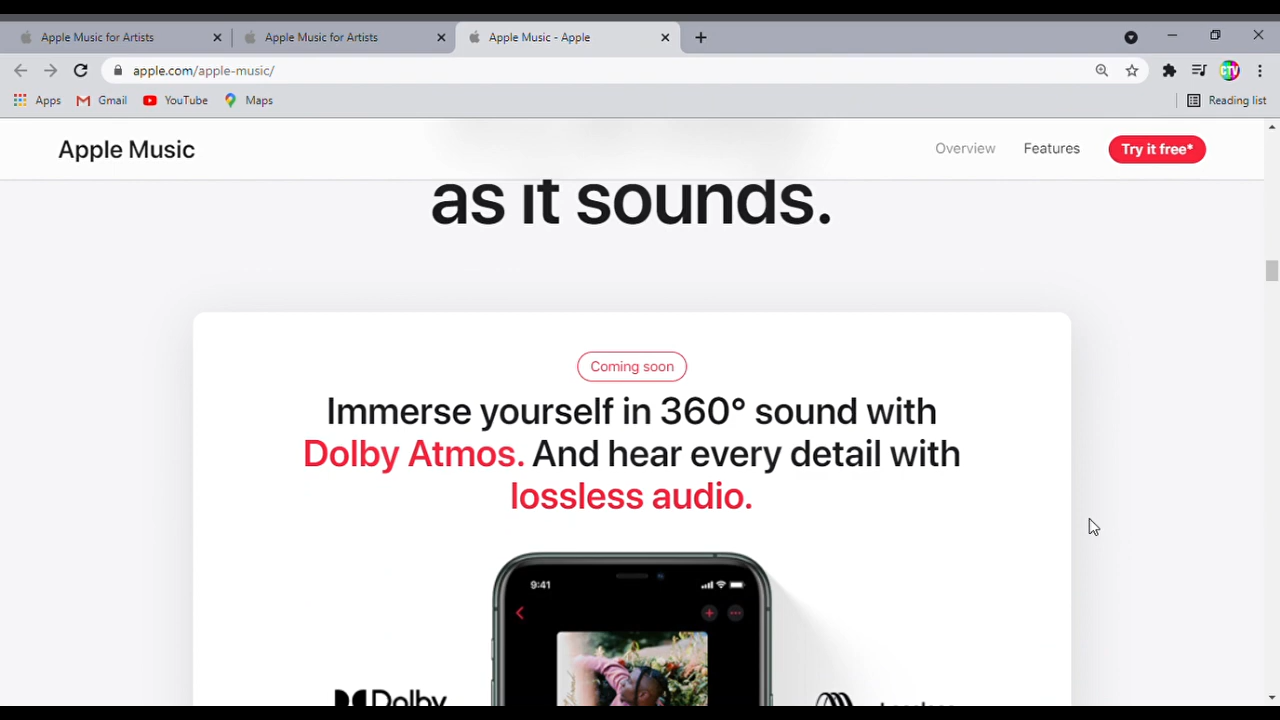 Apple Music for Artists
Apple Music for Artists
Apple Music - Apple
apple.com/apple-music/
CTV
Apps
Gmail
YouTube
Maps
Reading list
Apple Music
Overview
Features
Try it free*
as it sounds.
Coming soon
Immerse yourself in 360° sound with
Dolby Atmos. And hear every detail with
lossless audio.
9:41
Dolby